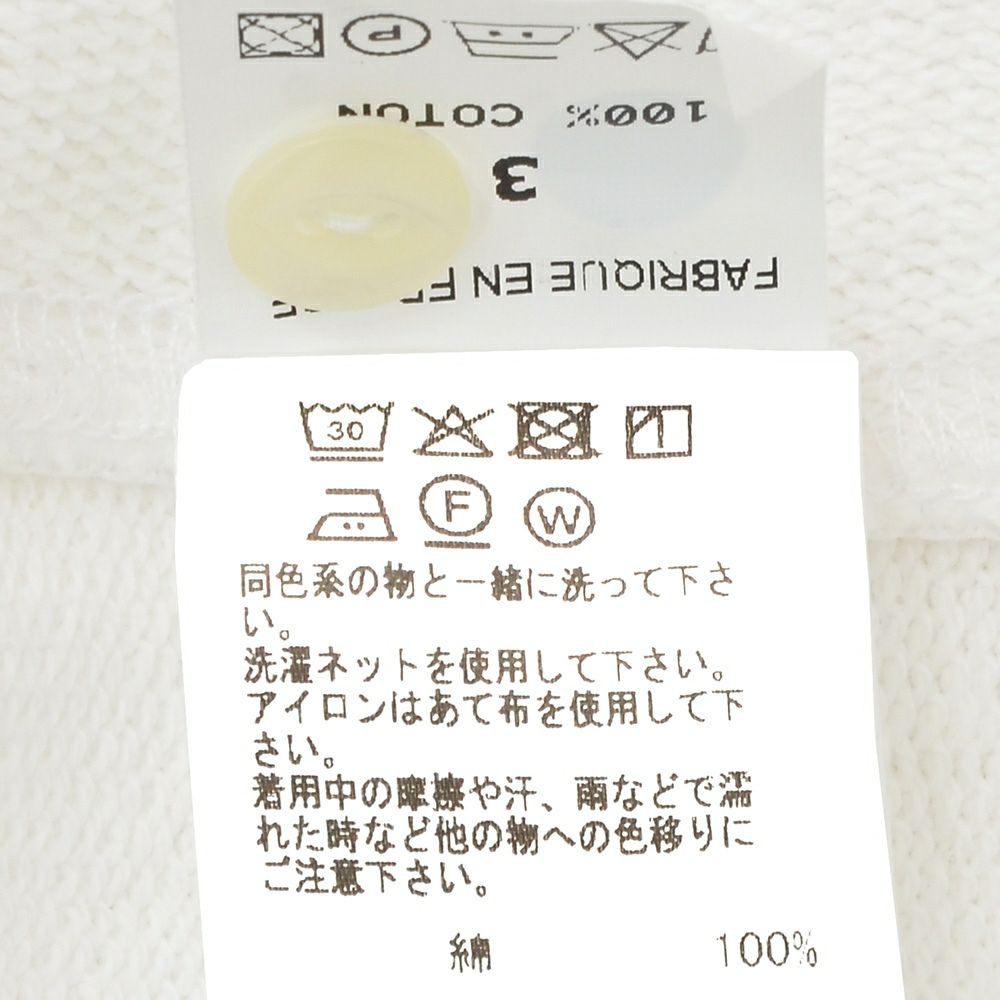 P
100% COTON
3
FABRIQUE EN
30
F W
同色系の物と一緒に洗って下さ
い。
洗濯ネットを使用して下さい。
アイロンはあて布を使用して下
さい。
着用中の摩擦や汗、雨などで濡
れた時など他の物への色移りに
ご注意下さい。
綿 100%